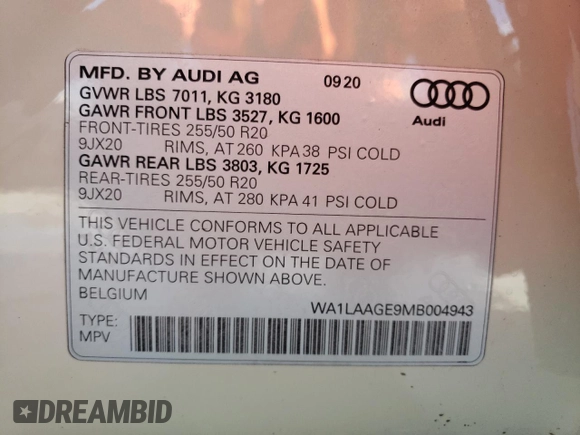 MFD. BY AUDI AG 09 20
GVWR LBS 7011, KG 3180
GAWR FRONT LBS 3527, KG 1600
FRONT-TIRES 255/50 R20
9JX20 RIMS, AT 260 KPA 38 PSI COLD
GAWR REAR LBS 3803, KG 1725
REAR-TIRES 255/50 R20
9JX20 RIMS, AT 280 KPA 41 PSI COLD
Audi
THIS VEHICLE CONFORMS TO ALL APPLICABLE
U.S. FEDERAL MOTOR VEHICLE SAFETY
STANDARDS IN EFFECT ON THE DATE OF
MANUFACTURE SHOWN ABOVE.
BELGIUM
WA1LAAGE9MB004943
TYPE:
MPV
DREAMBID